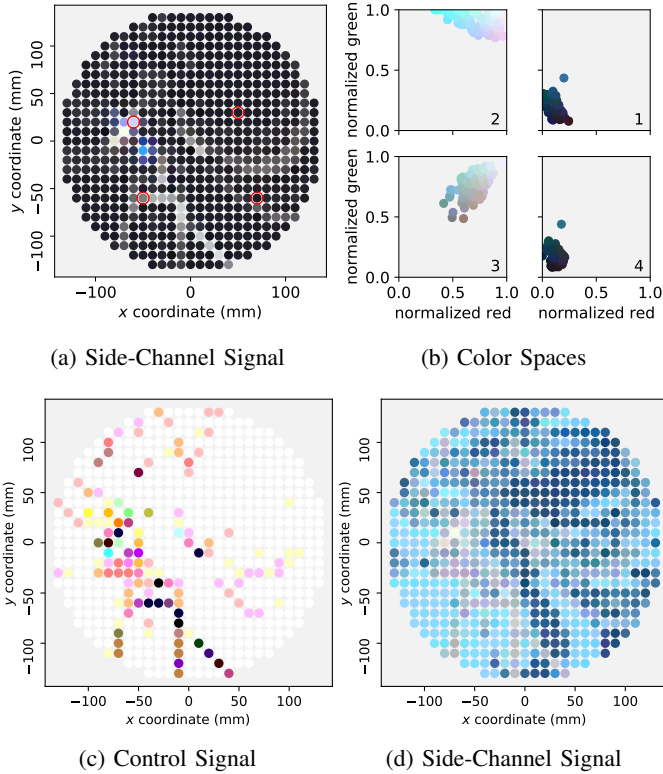 100
50
0
−50
−100
y coordinate (mm)
−100 0 100
x coordinate (mm)
(a) Side-Channel Signal
1.0
0.5
0.0
normalized green
2
1
1.0
0.5
0.0
normalized green
3
4
0.0 0.5 1.0 0.0 0.5 1.0
normalized red normalized red
(b) Color Spaces
100
50
0
−50
−100
y coordinate (mm)
−100 −50 0 50 100
x coordinate (mm)
(c) Control Signal
100
50
0
−50
−100
y coordinate (mm)
−100 −50 0 50 100
x coordinate (mm)
(d) Side-Channel Signal